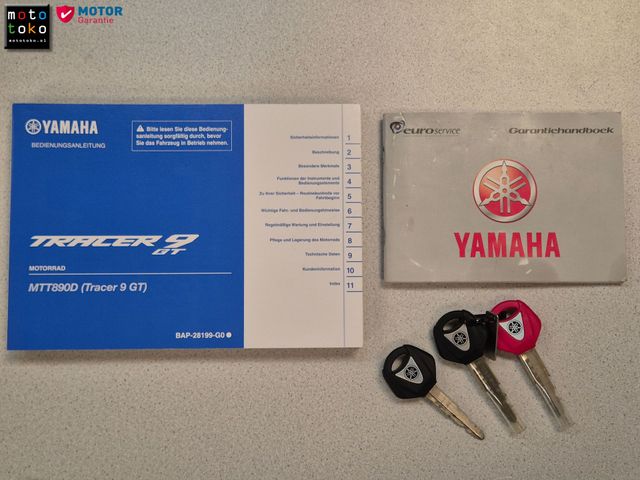 moto
toko
mototoko.nl
MOTOR
Garantie
YAMAHA
BEDIENUNGSANLEITUNG
Bitte lesen Sie diese Bedienungs-
anleitung sorgfältig durch, bevor
Sie das Fahrzeug in Betrieb nehmen.
TRACER 9
GT
MOTORRAD
MTT890D (Tracer 9 GT)
BAP-28199-G0
Sicherheitsinformationen 1
Beschreibung 2
Besondere Merkmale 3
Funktionen der Instrumente und
Bedienungselemente 4
Zu Ihrer Sicherheit – Routinekontrolle vor
Fahrtbeginn 5
Wichtige Fahr- und Bedienungshinweise 6
Regelmäßige Wartung und Einstellung 7
Pflege und Lagerung des Motorrads 8
Technische Daten 9
Kundeninformation 10
Index 11
euroservice
Garantiehandboek
YAMAHA